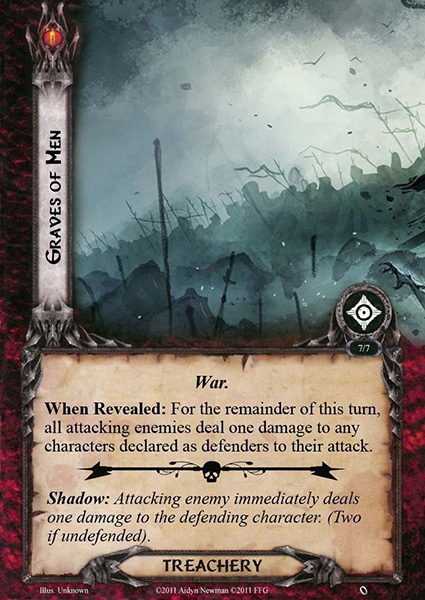 GRAVES OF MEN
7/7
War.
When Revealed: For the remainder of this turn,
all attacking enemies deal one damage to any
characters declared as defenders to their attack.
Shadow: Attacking enemy immediately deals
one damage to the defending character. (Two
if undefended).
TREACHERY
Illus. Unknown ©2011 Aidyn Newman ©2011 FFG